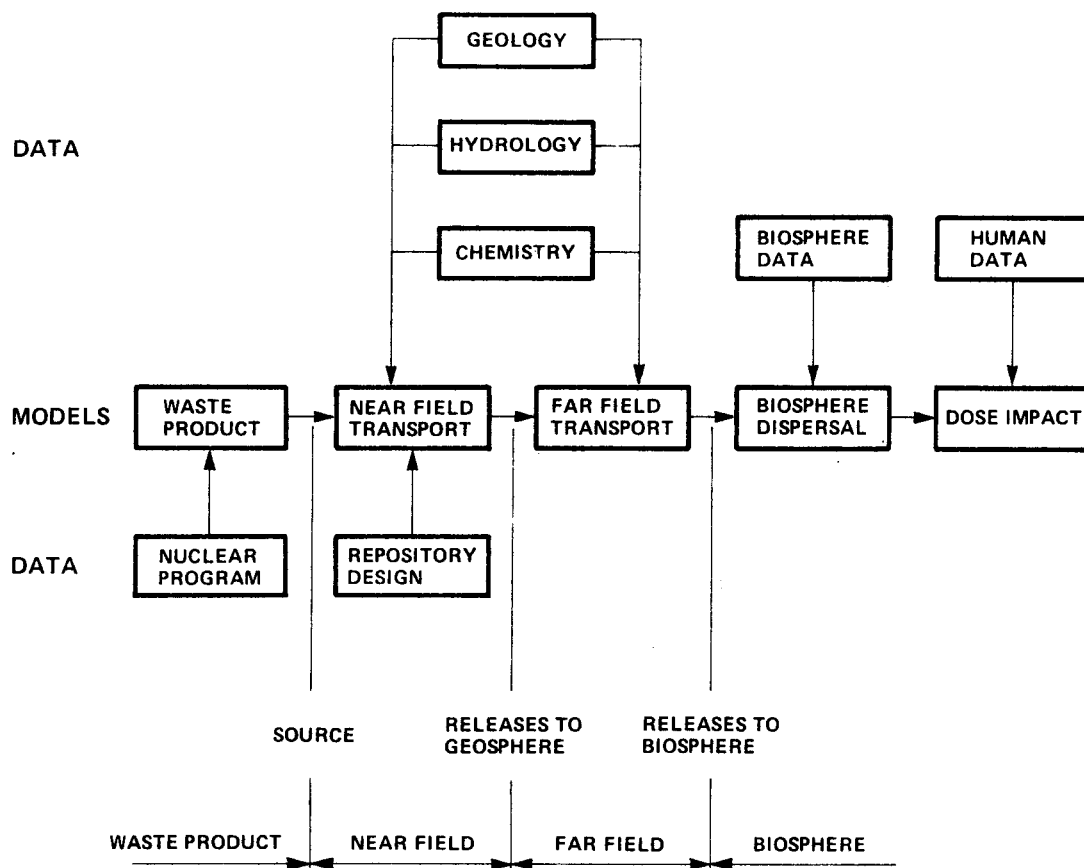 GEOLOGY
DATA
HYDROLOGY
CHEMISTRY
BIOSPHERE
DATA
HUMAN
DATA
MODELS
WASTE
PRODUCT
NEAR FIELD
TRANSPORT
FAR FIELD
TRANSPORT
BIOSPHERE
DISPERSAL
DOSE IMPACT
DATA
NUCLEAR
PROGRAM
REPOSITORY
DESIGN
SOURCE
RELEASES TO
GEOSPHERE
RELEASES TO
BIOSPHERE
WASTE PRODUCT
NEAR FIELD
FAR FIELD
BIOSPHERE